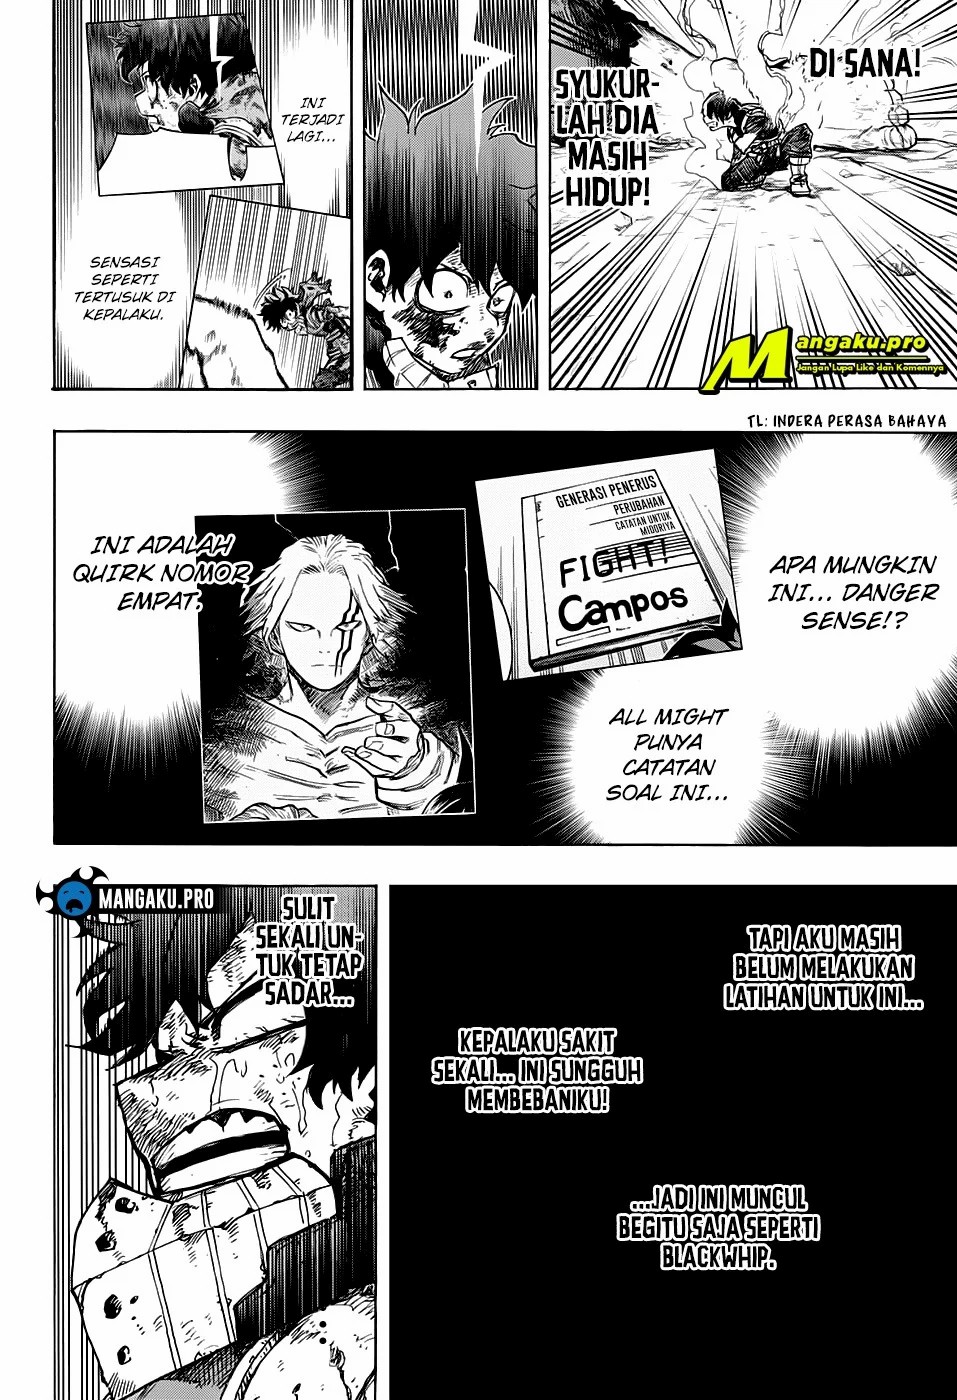 DI SANA!
SYUKUR-
LAH DIA
MASIH
HIDUP!
INI
TERJADI
LAGI...
SENSASI
SEPERTI
TERTUSUK DI
KEPALAKU.
Mangaku.pro
Jangan Lupa Like dan Komennya
TL: INDERA PERASA BAHAYA
APA MUNGKIN
INI... DANGER
SENSE!?
GENERASI PENERUS
PERUBAHAN
CATATAN UNTUK
MIDORIYA
FIGHT!
Campos
ALL MIGHT
PUNYA
CATATAN
SOAL INI...
INI ADALAH
QUIRK NOMOR
EMPAT.
TAPI AKU MASIH
BELUM MELAKUKAN
LATIHAN UNTUK INI...
KEPALAKU SAKIT
SEKALI... INI SUNGGUH
MEMBEBANIKU!
...JADI INI MUNCUL
BEGITU SAJA SEPERTI
BLACKWHIP.
MANGAKU.PRO
SULIT
SEKALI UN-
TUK TETAP
SADAR...